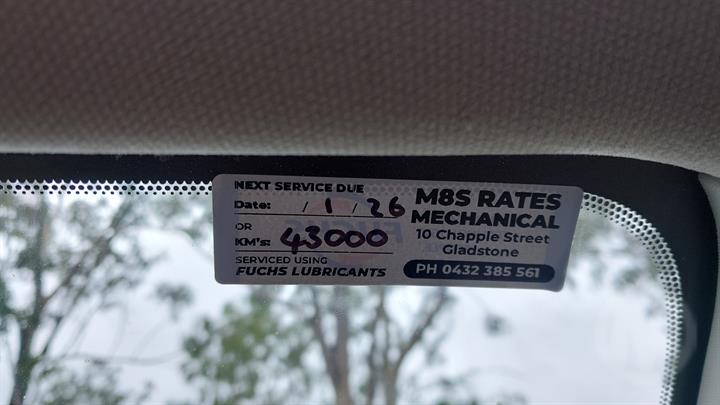 NEXT SERVICE DUE
Date: / 1 / 26
OR
KM's: 43000
SERVICED USING
FUCHS LUBRICANTS
M8S RATES
MECHANICAL
10 Chapple Street
Gladstone
PH 0432 385 561